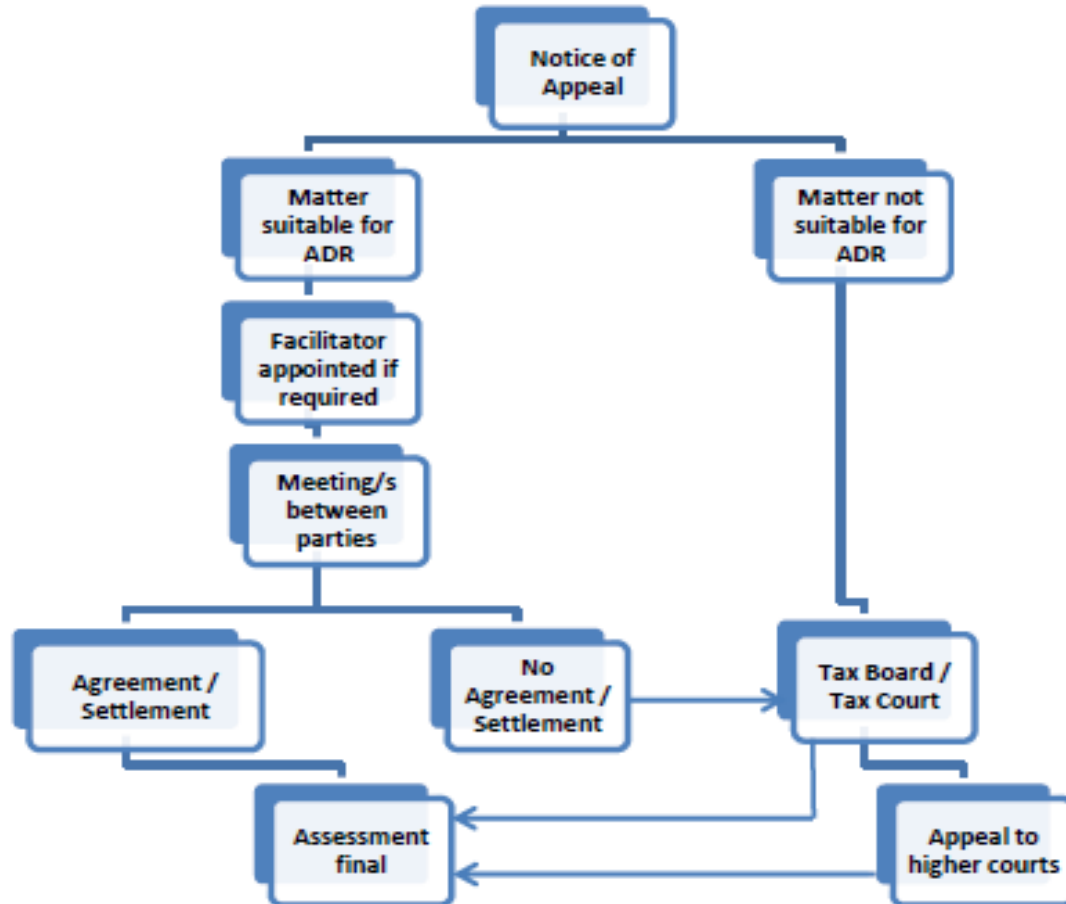 Notice of
Appeal
Matter
suitable for
ADR
Matter not
suitable for
ADR
Facilitator
appointed if
required
Meeting/s
between
parties
Agreement /
Settlement
No
Agreement /
Settlement
Tax Board /
Tax Court
Assessment
final
Appeal to
higher courts